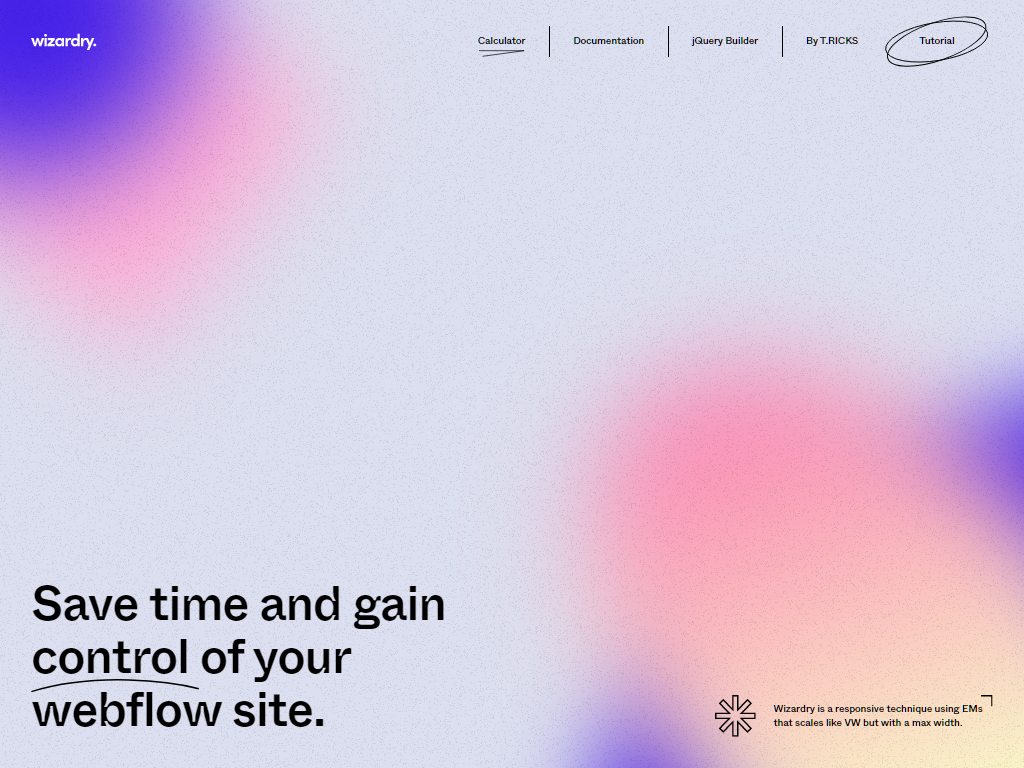 wizardry.
Calculator
Documentation
jQuery Builder
By T.RICKS
Tutorial
Save time and gain
control of your
webflow site.
Wizardry is a responsive technique using EMs
that scales like VW but with a max width.